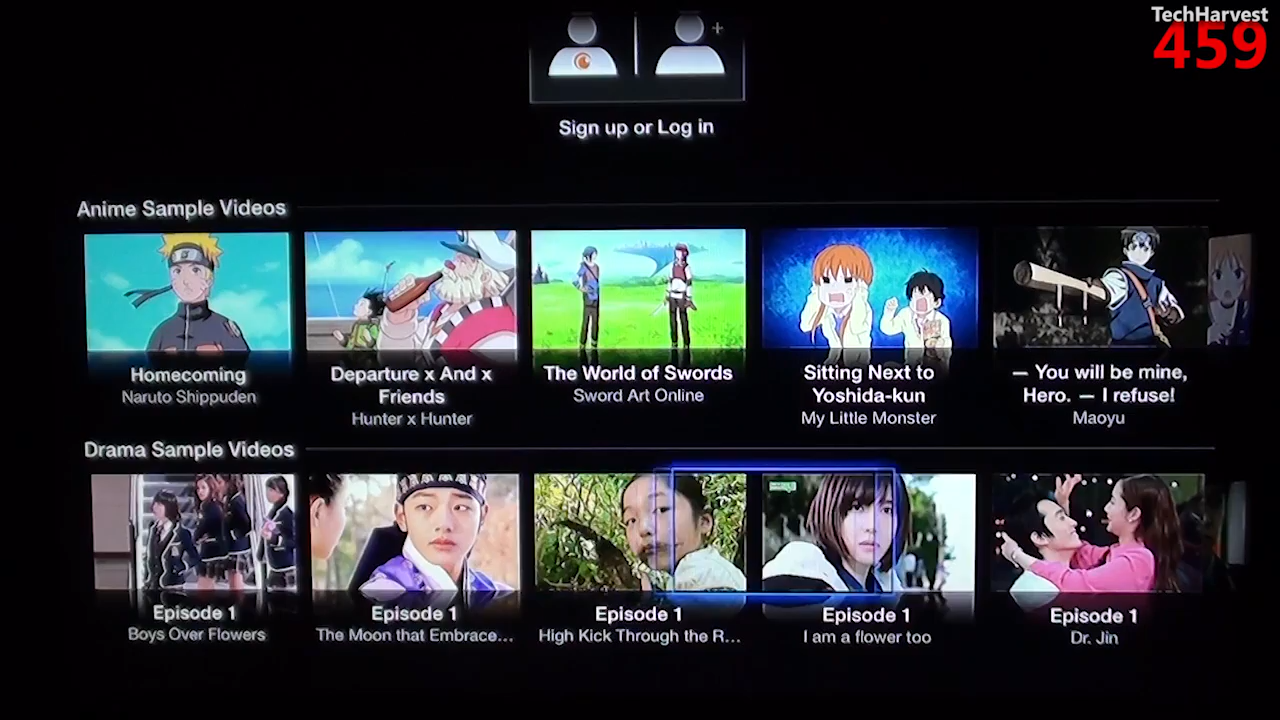 TechHarvest
459
Sign up or Log in
Anime Sample Videos
Homecoming
Naruto Shippuden
Departure x And x
Friends
Hunter x Hunter
The World of Swords
Sword Art Online
Sitting Next to
Yoshida-kun
My Little Monster
— You will be mine,
Hero. — I refuse!
Maoyu
Drama Sample Videos
Episode 1
Boys Over Flowers
Episode 1
The Moon that Embrace...
Episode 1
High Kick Through the R...
Episode 1
I am a flower too
Episode 1
Dr. Jin